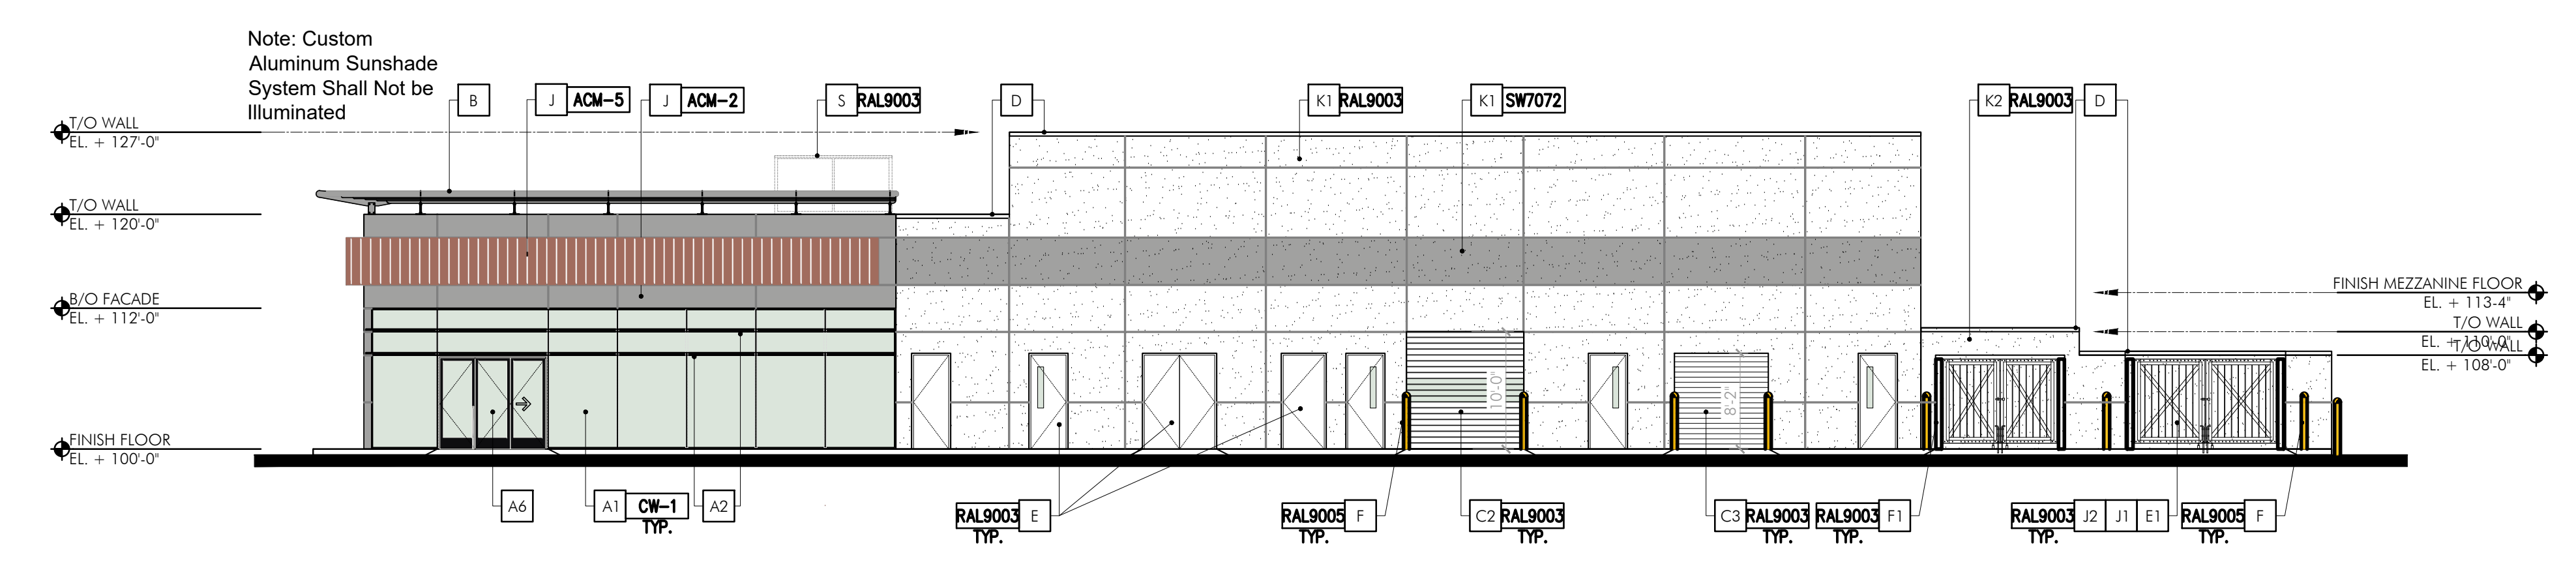 Note: Custom
Aluminum Sunshade
System Shall Not be
Illuminated
B
J ACM-5
J ACM-2
S RAL9003
D
K1 RAL9003
K1 SW7072
K2 RAL9003
D
T/O WALL
EL. + 127'-0"
T/O WALL
EL. + 120'-0"
B/O FACADE
EL. + 112'-0"
FINISH FLOOR
EL. + 100'-0"
FINISH MEZZANINE FLOOR
EL. + 113'-4"
T/O WALL
EL. + 110'-0"
T/O WALL
EL. + 108'-0"
10'-0"
8'-2"
A6
A1 CW-1
TYP.
A2
RAL9003 E
TYP.
RAL9005 F
TYP.
C2 RAL9003
TYP.
C3 RAL9003
TYP.
RAL9003 F1
TYP.
RAL9003 J2 J1 E1
TYP.
RAL9005 F
TYP.